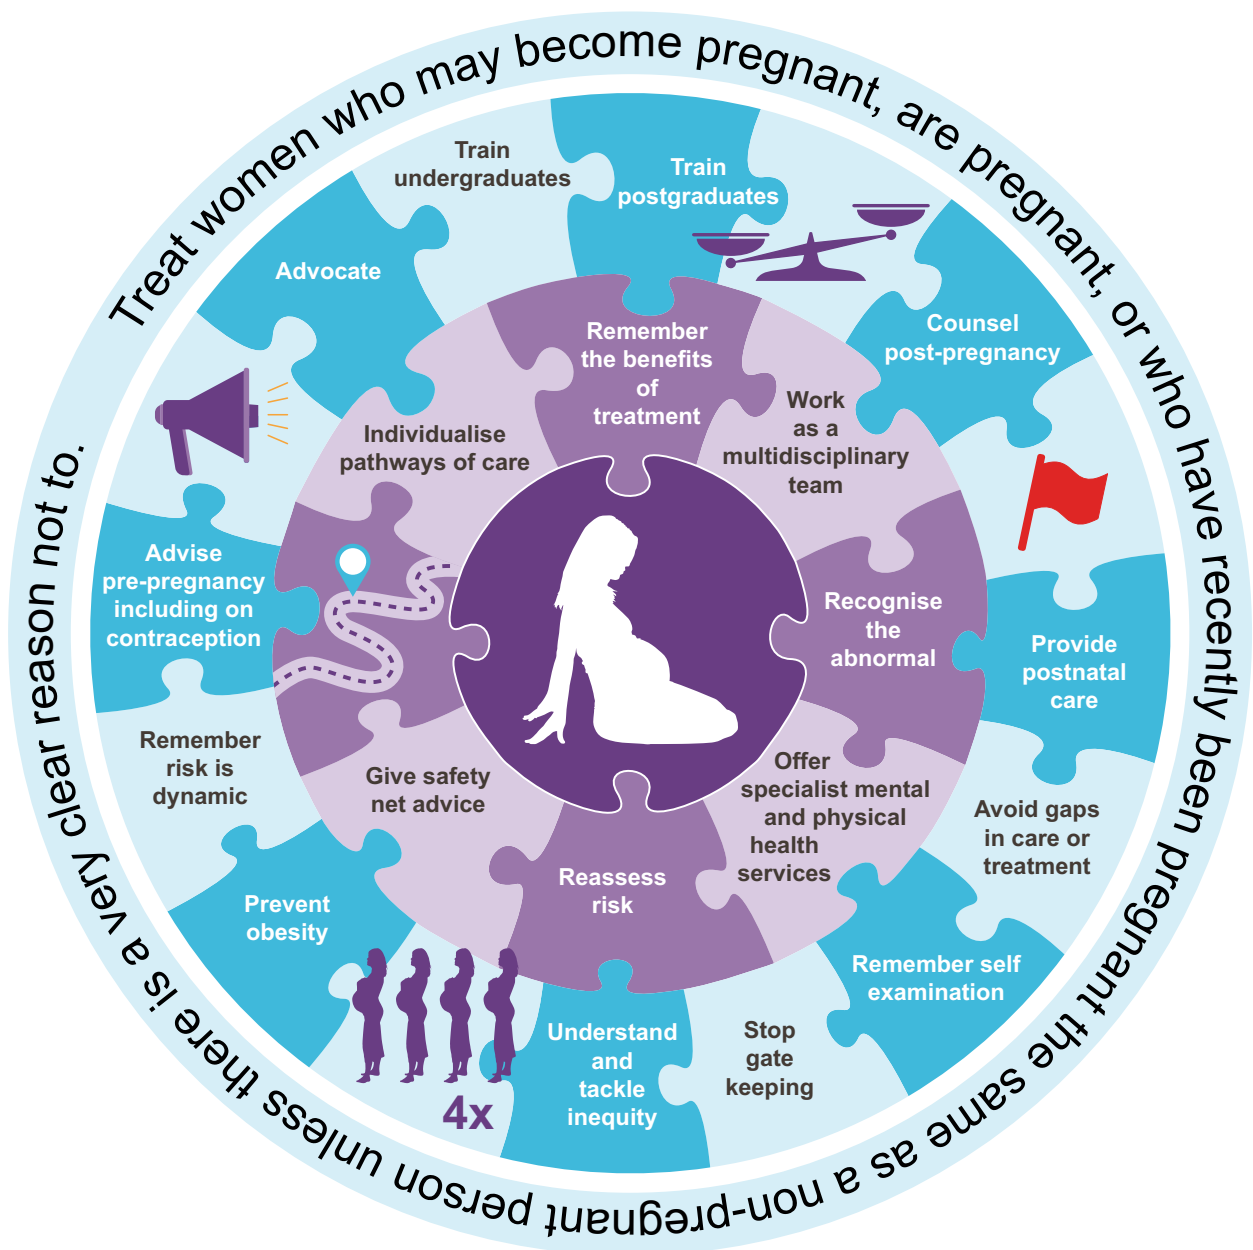 Treat women who may become pregnant, are pregnant, or who have recently been pregnant the same as a non-pregnant person unless there is a very clear reason not to.
Train
undergraduates
Train
postgraduates
Counsel
post-pregnancy
Provide
postnatal
care
Avoid gaps
in care or
treatment
Remember self
examination
Stop
gate
keeping
Understand
and
tackle
inequity
4x
Prevent
obesity
Remember
risk is
dynamic
Advise
pre-pregnancy
including on
contraception
Advocate
Remember
the benefits
of
treatment
Work
as a
multidisciplinary
team
Recognise
the
abnormal
Offer
specialist mental
and physical
health
services
Reassess
risk
Give safety
net advice
Individualise
pathways of care